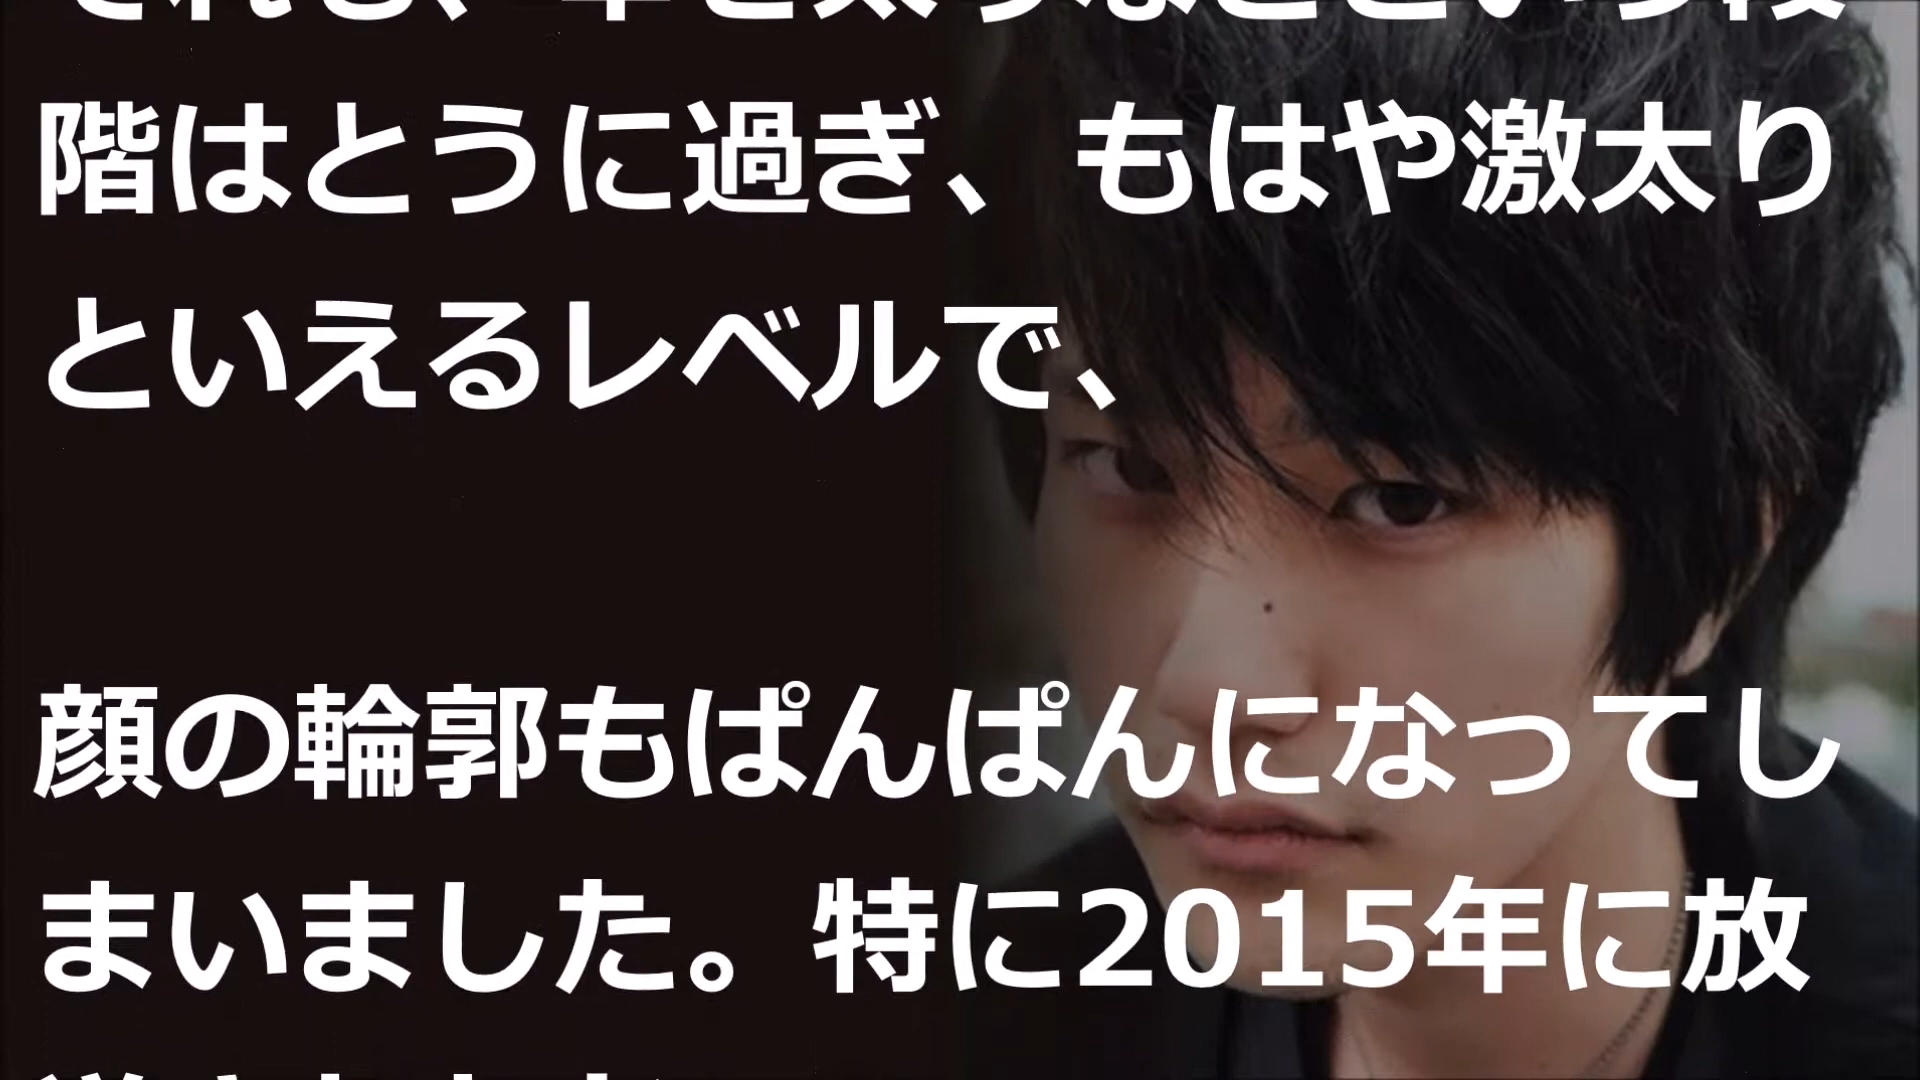 階はとうに過ぎ、もはや激太り
といえるレベルで、
顔の輪郭もぱんぱんになってし
まいました。特に2015年に放